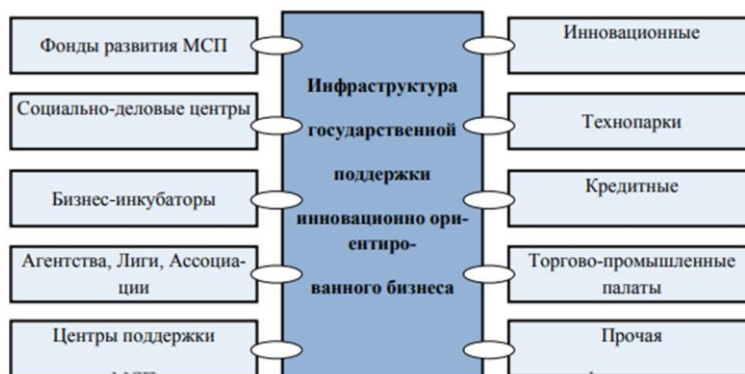 Фонды развития МСП
Социально-деловые центры
Бизнес-инкубаторы
Агентства, Лиги, Ассоциа-
ции
Центры поддержки
Инфраструктура
государственной
поддержки
инновационно ори-
ентиро-
ванного бизнеса
Инновационные
Технопарки
Кредитные
Торгово-промышленные
палаты
Прочая